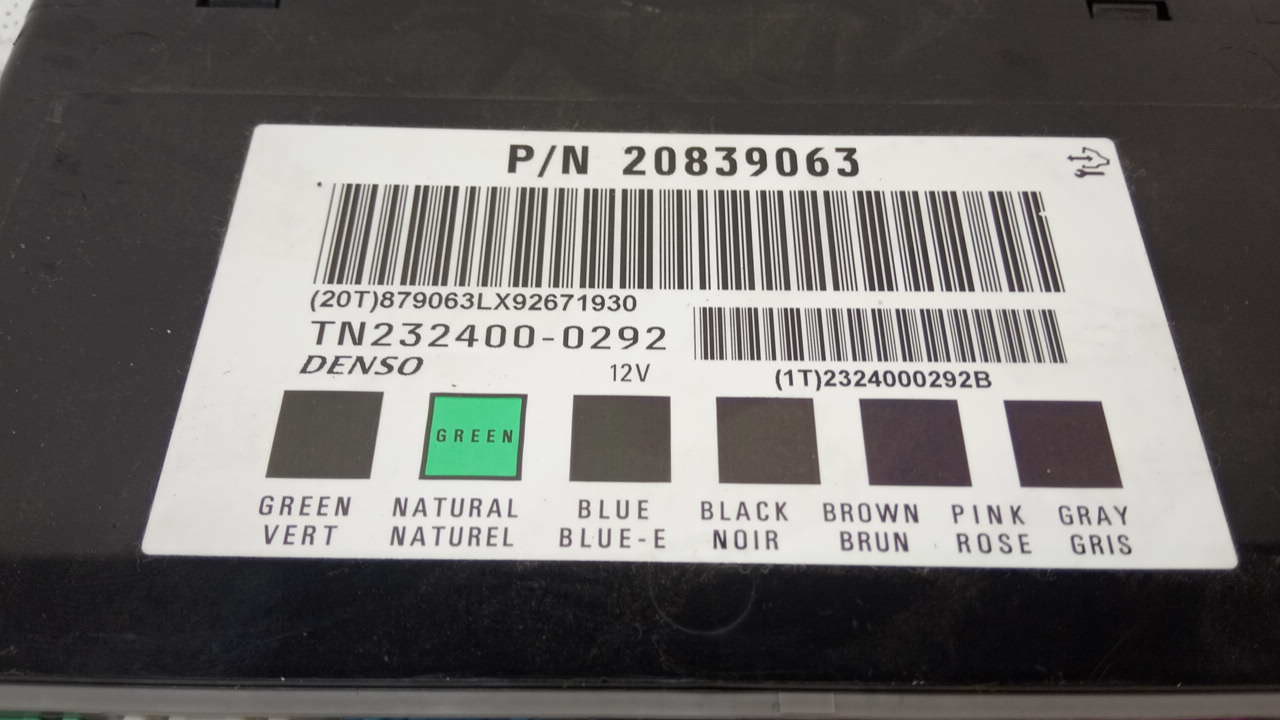 P/N 20839063
(20T)879063LX92671930
TN232400-0292
DENSO
12V
(1T)2324000292B
GREEN
GREEN NATURAL BLUE BLACK BROWN PINK GRAY
VERT NATUREL BLUE-E NOIR BRUN ROSE GRIS